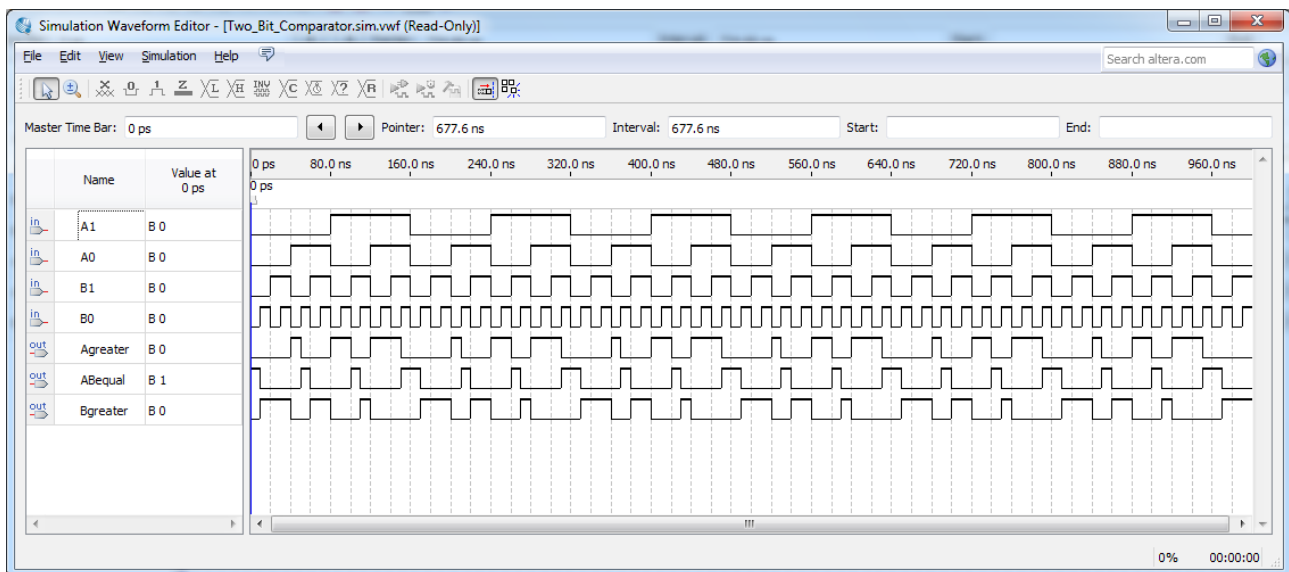 Simulation Waveform Editor - [Two_Bit_Comparator.sim.vwf (Read-Only)]
File Edit View Simulation Help
Search altera.com
Master Time Bar: 0 ps Pointer: 677.6 ns Interval: 677.6 ns Start: End:
Name Value at 0 ps
0 ps 80.0 ns 160.0 ns 240.0 ns 320.0 ns 400.0 ns 480.0 ns 560.0 ns 640.0 ns 720.0 ns 800.0 ns 880.0 ns 960.0 ns
0 ps
in A1 B 0
in A0 B 0
in B1 B 0
in B0 B 0
out Agreater B 0
out ABequal B 1
out Bgreater B 0
0% 00:00:00